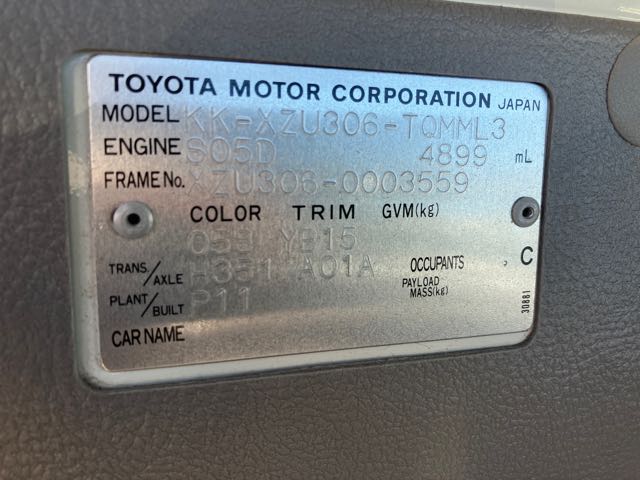 TOYOTA MOTOR CORPORATION JAPAN
MODEL KK-XZU306-TQMML3
ENGINE S05D 4899 mL
FRAME No. XZU306-0003559
COLOR TRIM GVM(kg)
YB15
TRANS./AXLE H351 A01A OCCUPANTS . C
PLANT/BUILT P11 PAYLOAD MASS(kg)
CAR NAME
30881